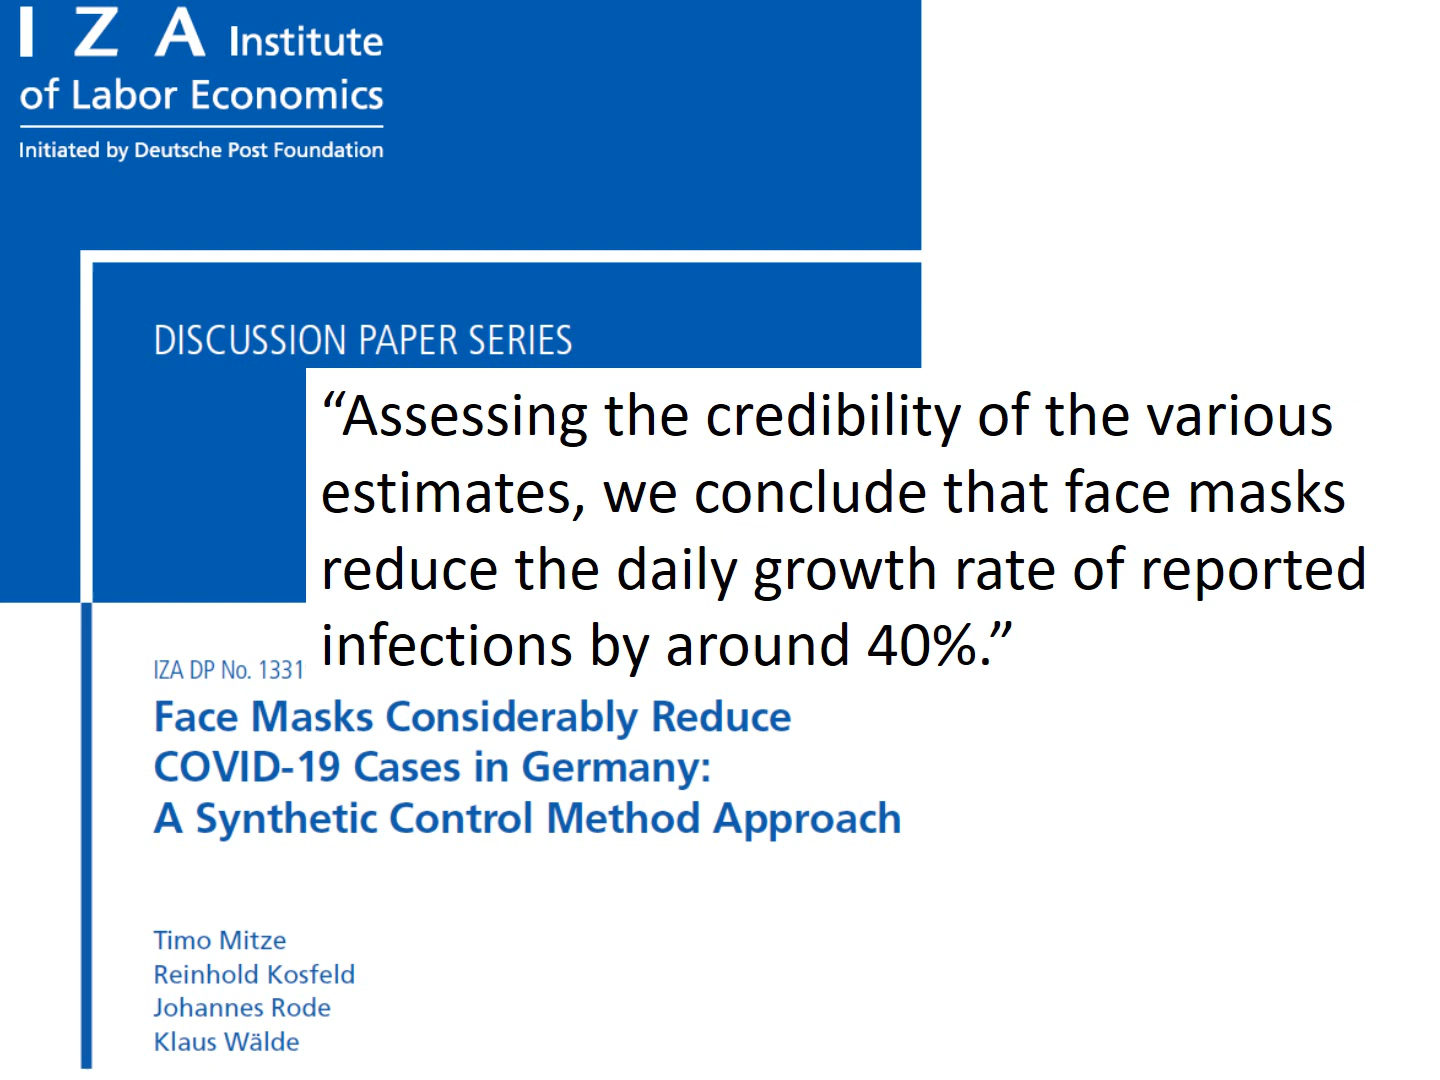 I Z A Institute
of Labor Economics
Initiated by Deutsche Post Foundation
DISCUSSION PAPER SERIES
“Assessing the credibility of the various
estimates, we conclude that face masks
reduce the daily growth rate of reported
infections by around 40%.”
IZA DP No. 1331
Face Masks Considerably Reduce
COVID-19 Cases in Germany:
A Synthetic Control Method Approach
Timo Mitze
Reinhold Kosfeld
Johannes Rode
Klaus Wälde